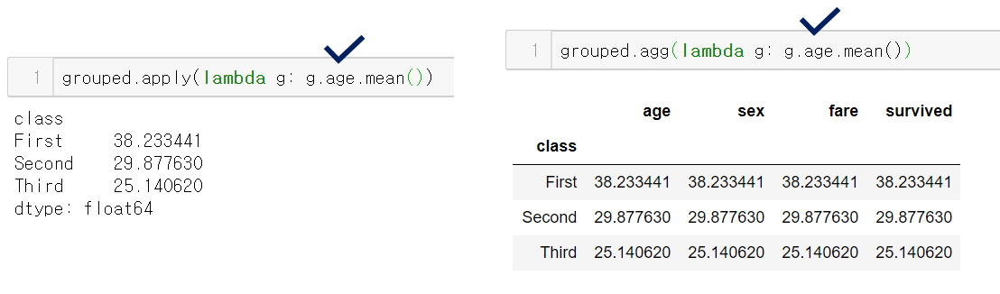 1 grouped.apply(lambda g: g.age.mean())
class
First 38.233441
Second 29.877630
Third 25.140620
dtype: float64
1 grouped.agg(lambda g: g.age.mean())
age sex fare survived
class
First 38.233441 38.233441 38.233441 38.233441
Second 29.877630 29.877630 29.877630 29.877630
Third 25.140620 25.140620 25.140620 25.140620